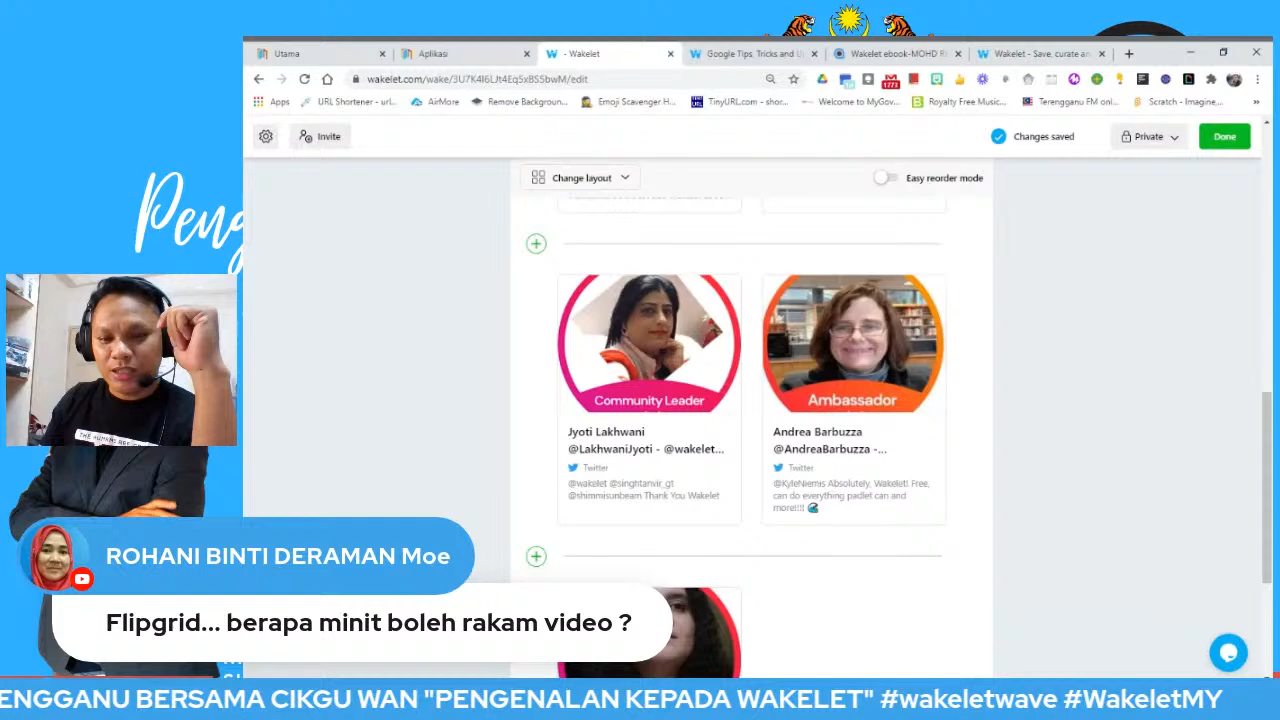 Utama
Aplikasi
- Wakelet
Google Tips, Tricks and U
Wakelet ebook-MOHD R
Wakelet - Save, curate an
wakelet.com/wake/3U7K4I6LJt4Eq5xBS5bwM/edit
Apps
URL Shortener - url...
AirMore
Remove Backgroun...
Emoji Scavenger H...
TinyURL.com - shor...
Welcome to MyGov...
Royalty Free Music...
Terengganu FM onl...
Scratch - Imagine,...
Invite
Changes saved
Private
Done
Change layout
Easy reorder mode
Peng
Community Leader
Ambassador
Jyoti Lakhwani
@LakhwaniJyoti - @wakelet...
Twitter
@wakelet @singhtanvir_gt
@shimmisunbeam Thank You Wakelet
Andrea Barbuzza
@AndreaBarbuzza -...
Twitter
@KyleNiemis Absolutely, Wakelet! Free,
can do everything padlet can and
more!!!
ROHANI BINTI DERAMAN Moe
Flipgrid... berapa minit boleh rakam video ?
ENGGANU BERSAMA CIKGU WAN "PENGENALAN KEPADA WAKELET" #wakeletwave #WakeletMY